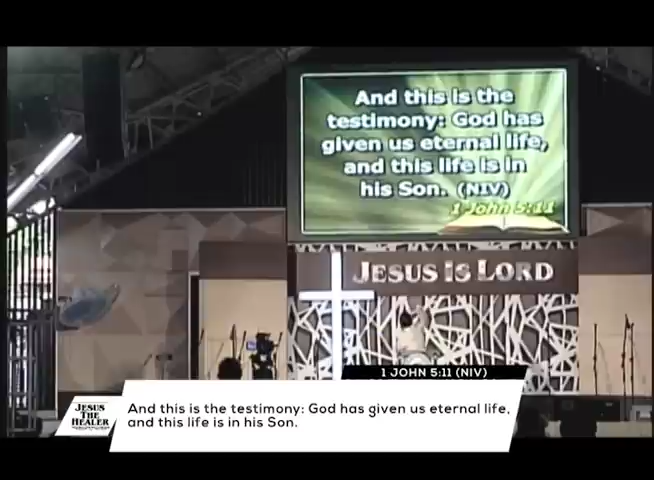 And this is the
testimony: God has
given us eternal life,
and this life is in
his Son. (NIV)
1 John 5:11
JESUS IS LORD
1 JOHN 5:11 (NIV)
JESUS
THE
HEALER
And this is the testimony: God has given us eternal life,
and this life is in his Son.